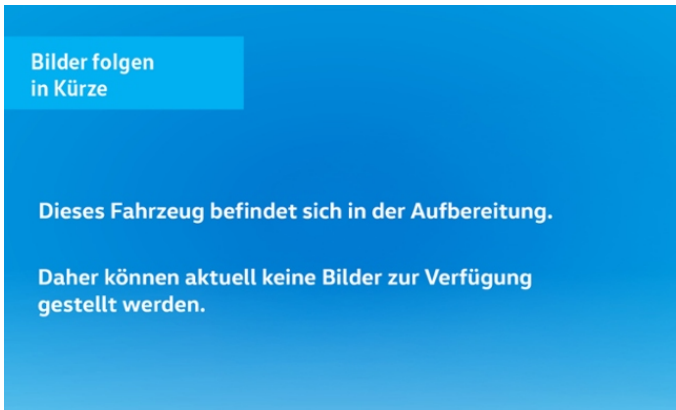 Bilder folgen
in Kürze
Dieses Fahrzeug befindet sich in der Aufbereitung.
Daher können aktuell keine Bilder zur Verfügung
gestellt werden.